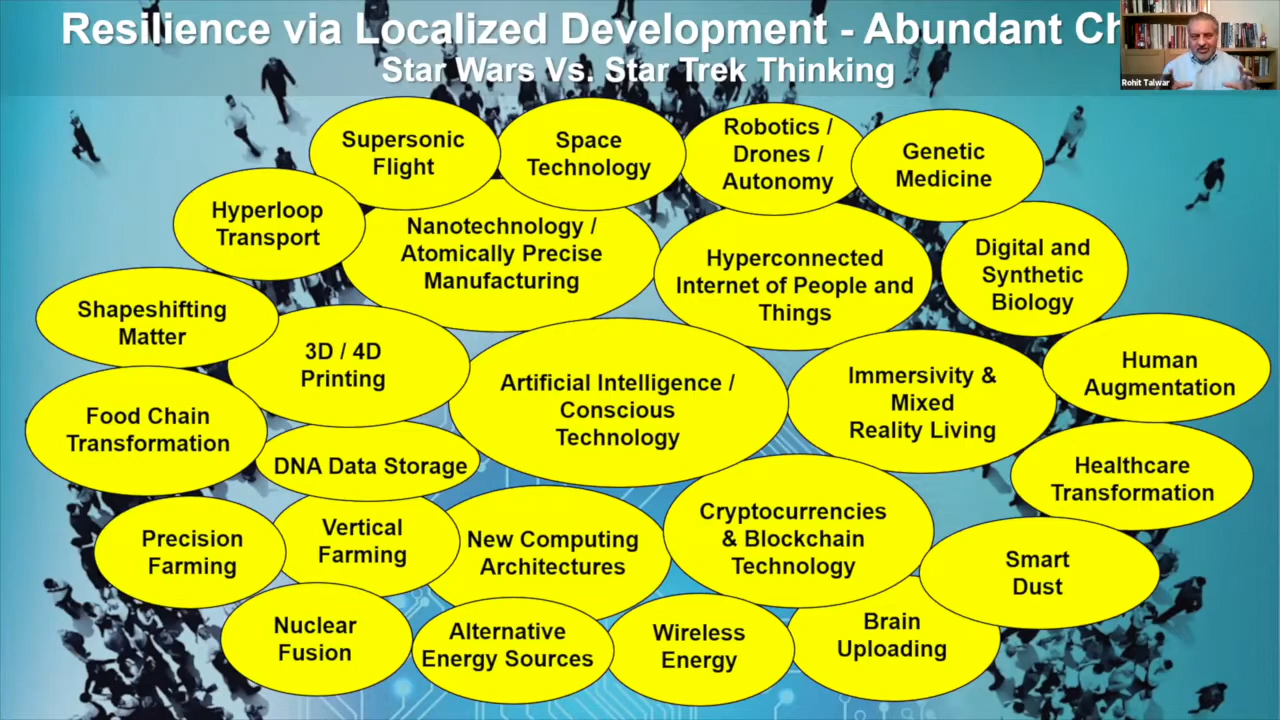 Resilience via Localized Development - Abundant
Star Wars Vs. Star Trek Thinking
Rohit Talwar
Supersonic
Flight
Space
Technology
Robotics /
Drones /
Autonomy
Genetic
Medicine
Hyperloop
Transport
Nanotechnology /
Atomically Precise
Manufacturing
Hyperconnected
Internet of People and
Things
Digital and
Synthetic
Biology
Shapeshifting
Matter
3D / 4D
Printing
Artificial Intelligence /
Conscious
Technology
Immersivity &
Mixed
Reality Living
Human
Augmentation
Food Chain
Transformation
DNA Data Storage
Healthcare
Transformation
Precision
Farming
Vertical
Farming
New Computing
Architectures
Cryptocurrencies
& Blockchain
Technology
Smart
Dust
Nuclear
Fusion
Alternative
Energy Sources
Wireless
Energy
Brain
Uploading